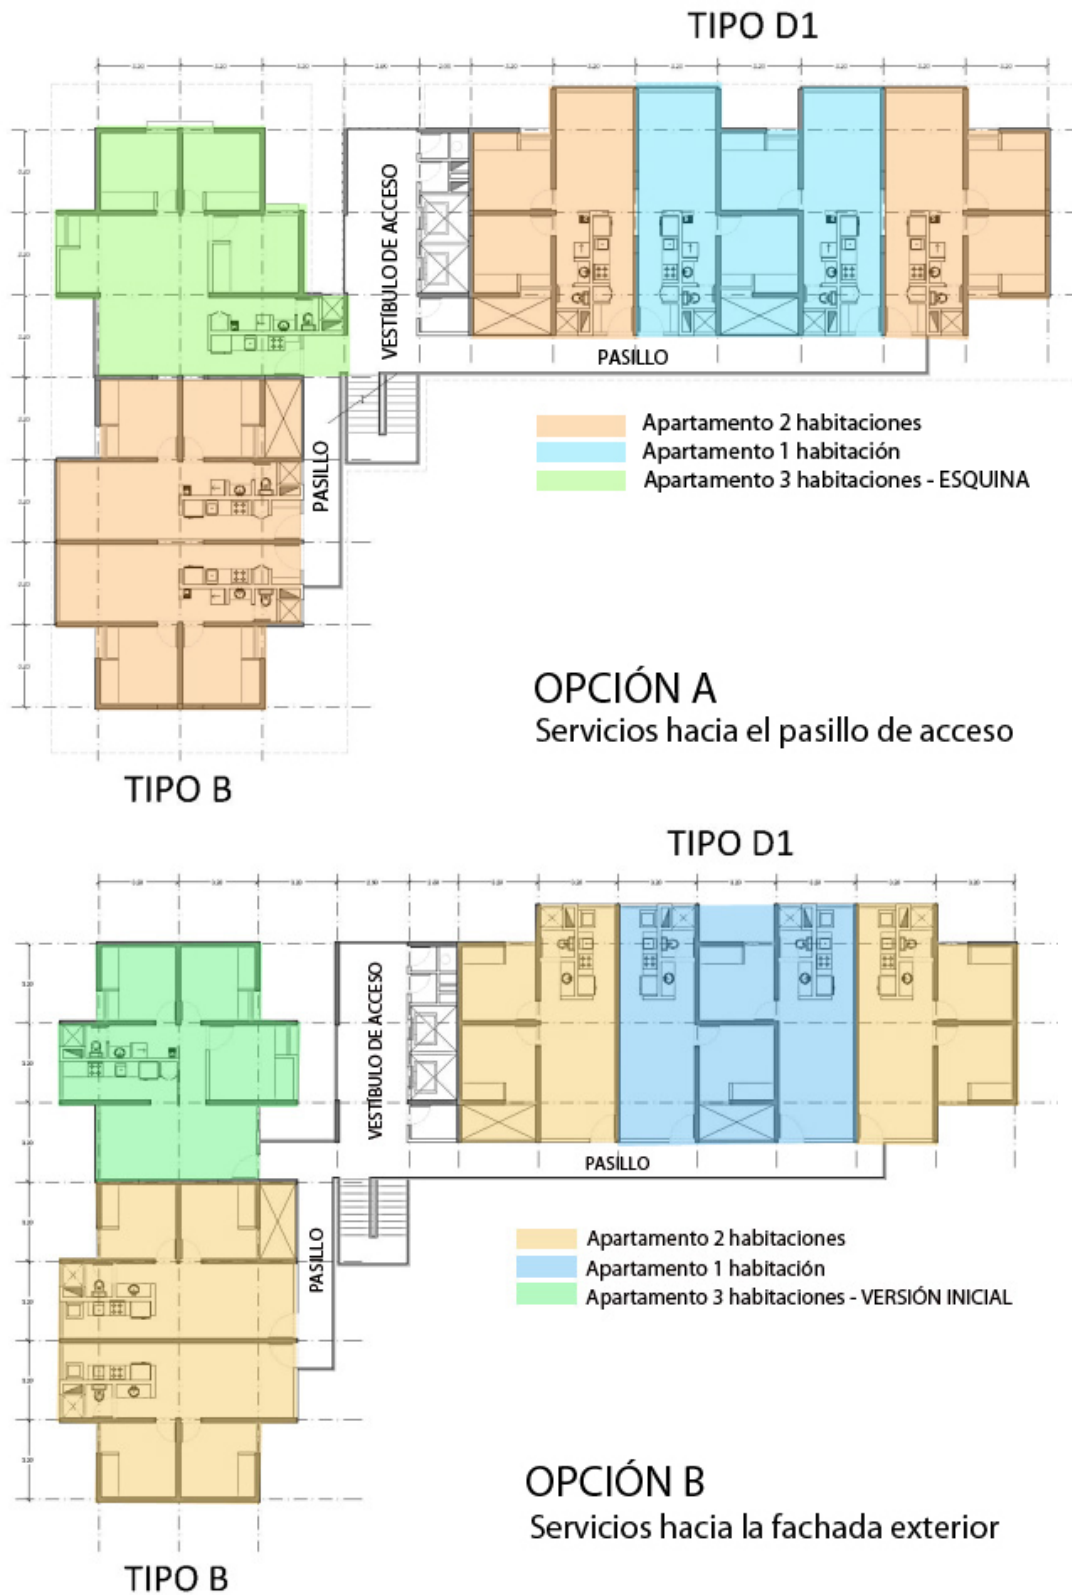 TIPO D1
VESTÍBULO DE ACCESO
PASILLO
PASILLO
Apartamento 2 habitaciones
Apartamento 1 habitación
Apartamento 3 habitaciones - ESQUINA
OPCIÓN A
Servicios hacia el pasillo de acceso
TIPO B
TIPO D1
VESTÍBULO DE ACCESO
PASILLO
PASILLO
Apartamento 2 habitaciones
Apartamento 1 habitación
Apartamento 3 habitaciones - VERSIÓN INICIAL
OPCIÓN B
Servicios hacia la fachada exterior
TIPO B